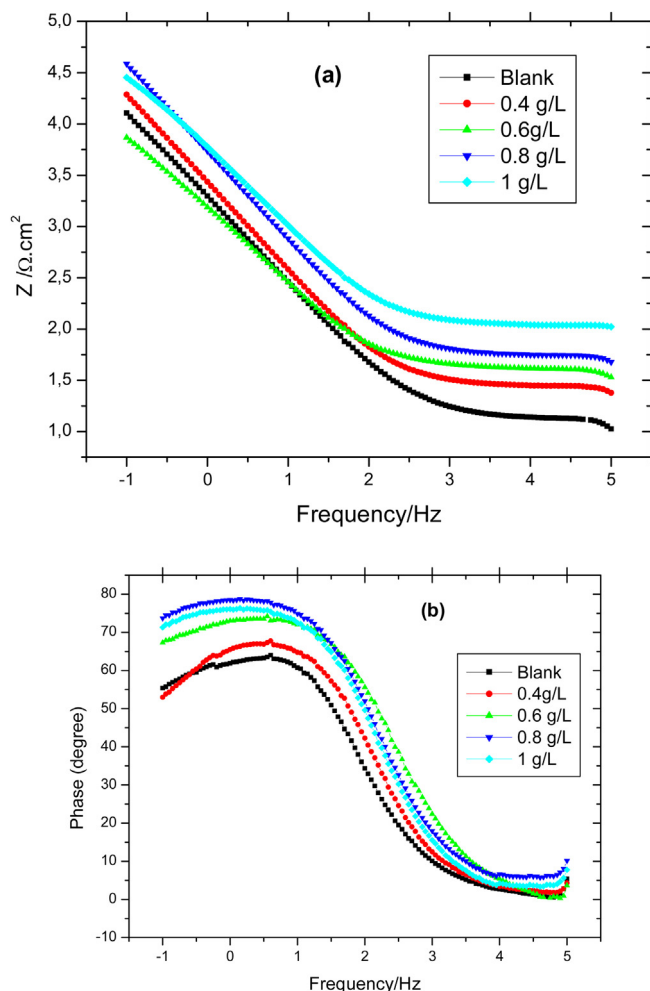 5,0
4,5
4,0
3,5
3,0
2,5
2,0
1,5
1,0
Z /Ω.cm²
(a)
Blank
0.4 g/L
0.6g/L
0.8 g/L
1 g/L
-1 0 1 2 3 4 5
Frequency/Hz
80
70
60
50
40
30
20
10
0
-10
Phase (degree)
(b)
Blank
0.4g/L
0.6 g/L
0.8 g/L
1 g/L
-1 0 1 2 3 4 5
Frequency/Hz